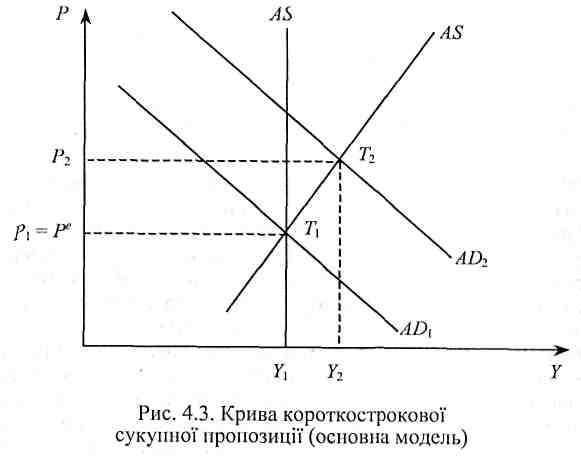 P
AS
AS
P₂
T₂
p₁ = Pᵉ
T₁
AD₂
AD₁
Y₁
Y₂
Y
Рис. 4.3. Крива короткострокової
сукупної пропозиції (основна модель)